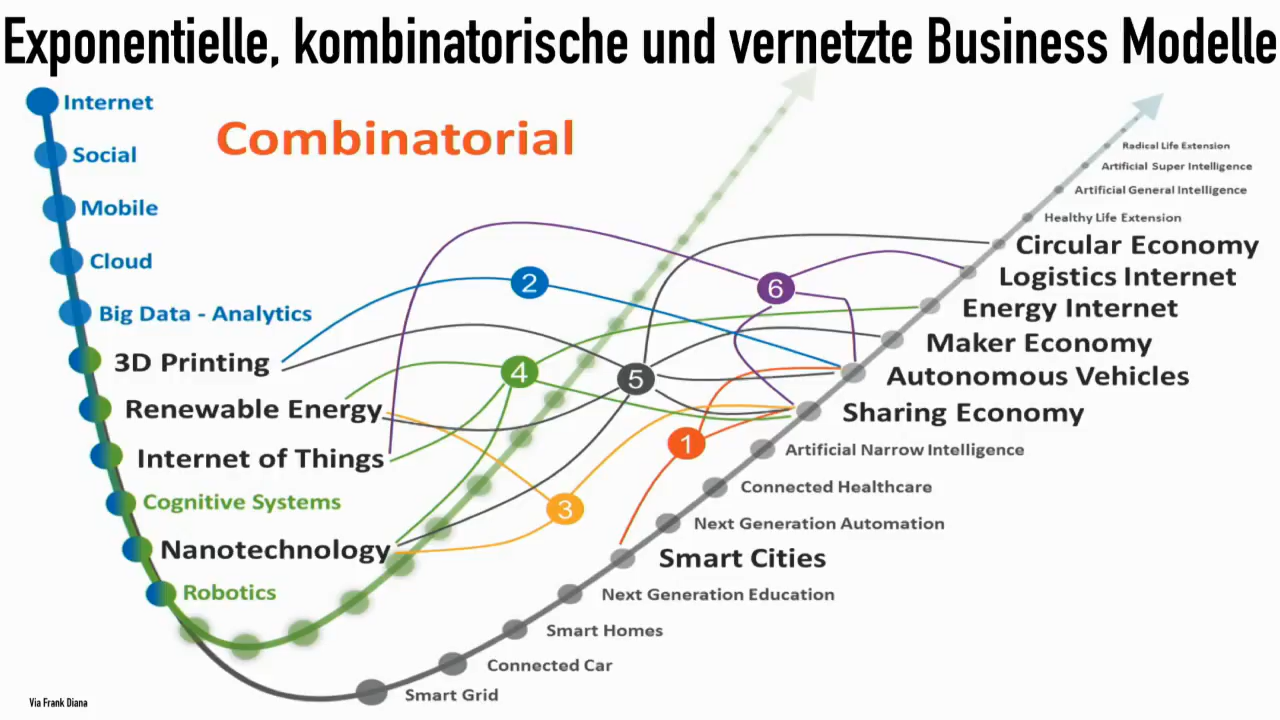 Exponentielle, kombinatorische und vernetzte Business Modelle
Combinatorial
Internet
Social
Mobile
Cloud
Big Data - Analytics
3D Printing
Renewable Energy
Internet of Things
Cognitive Systems
Nanotechnology
Robotics
2
4
5
6
1
3
Radical Life Extension
Artificial Super Intelligence
Artificial General Intelligence
Healthy Life Extension
Circular Economy
Logistics Internet
Energy Internet
Maker Economy
Autonomous Vehicles
Sharing Economy
Artificial Narrow Intelligence
Connected Healthcare
Next Generation Automation
Smart Cities
Next Generation Education
Smart Homes
Connected Car
Smart Grid
Via Frank Diana